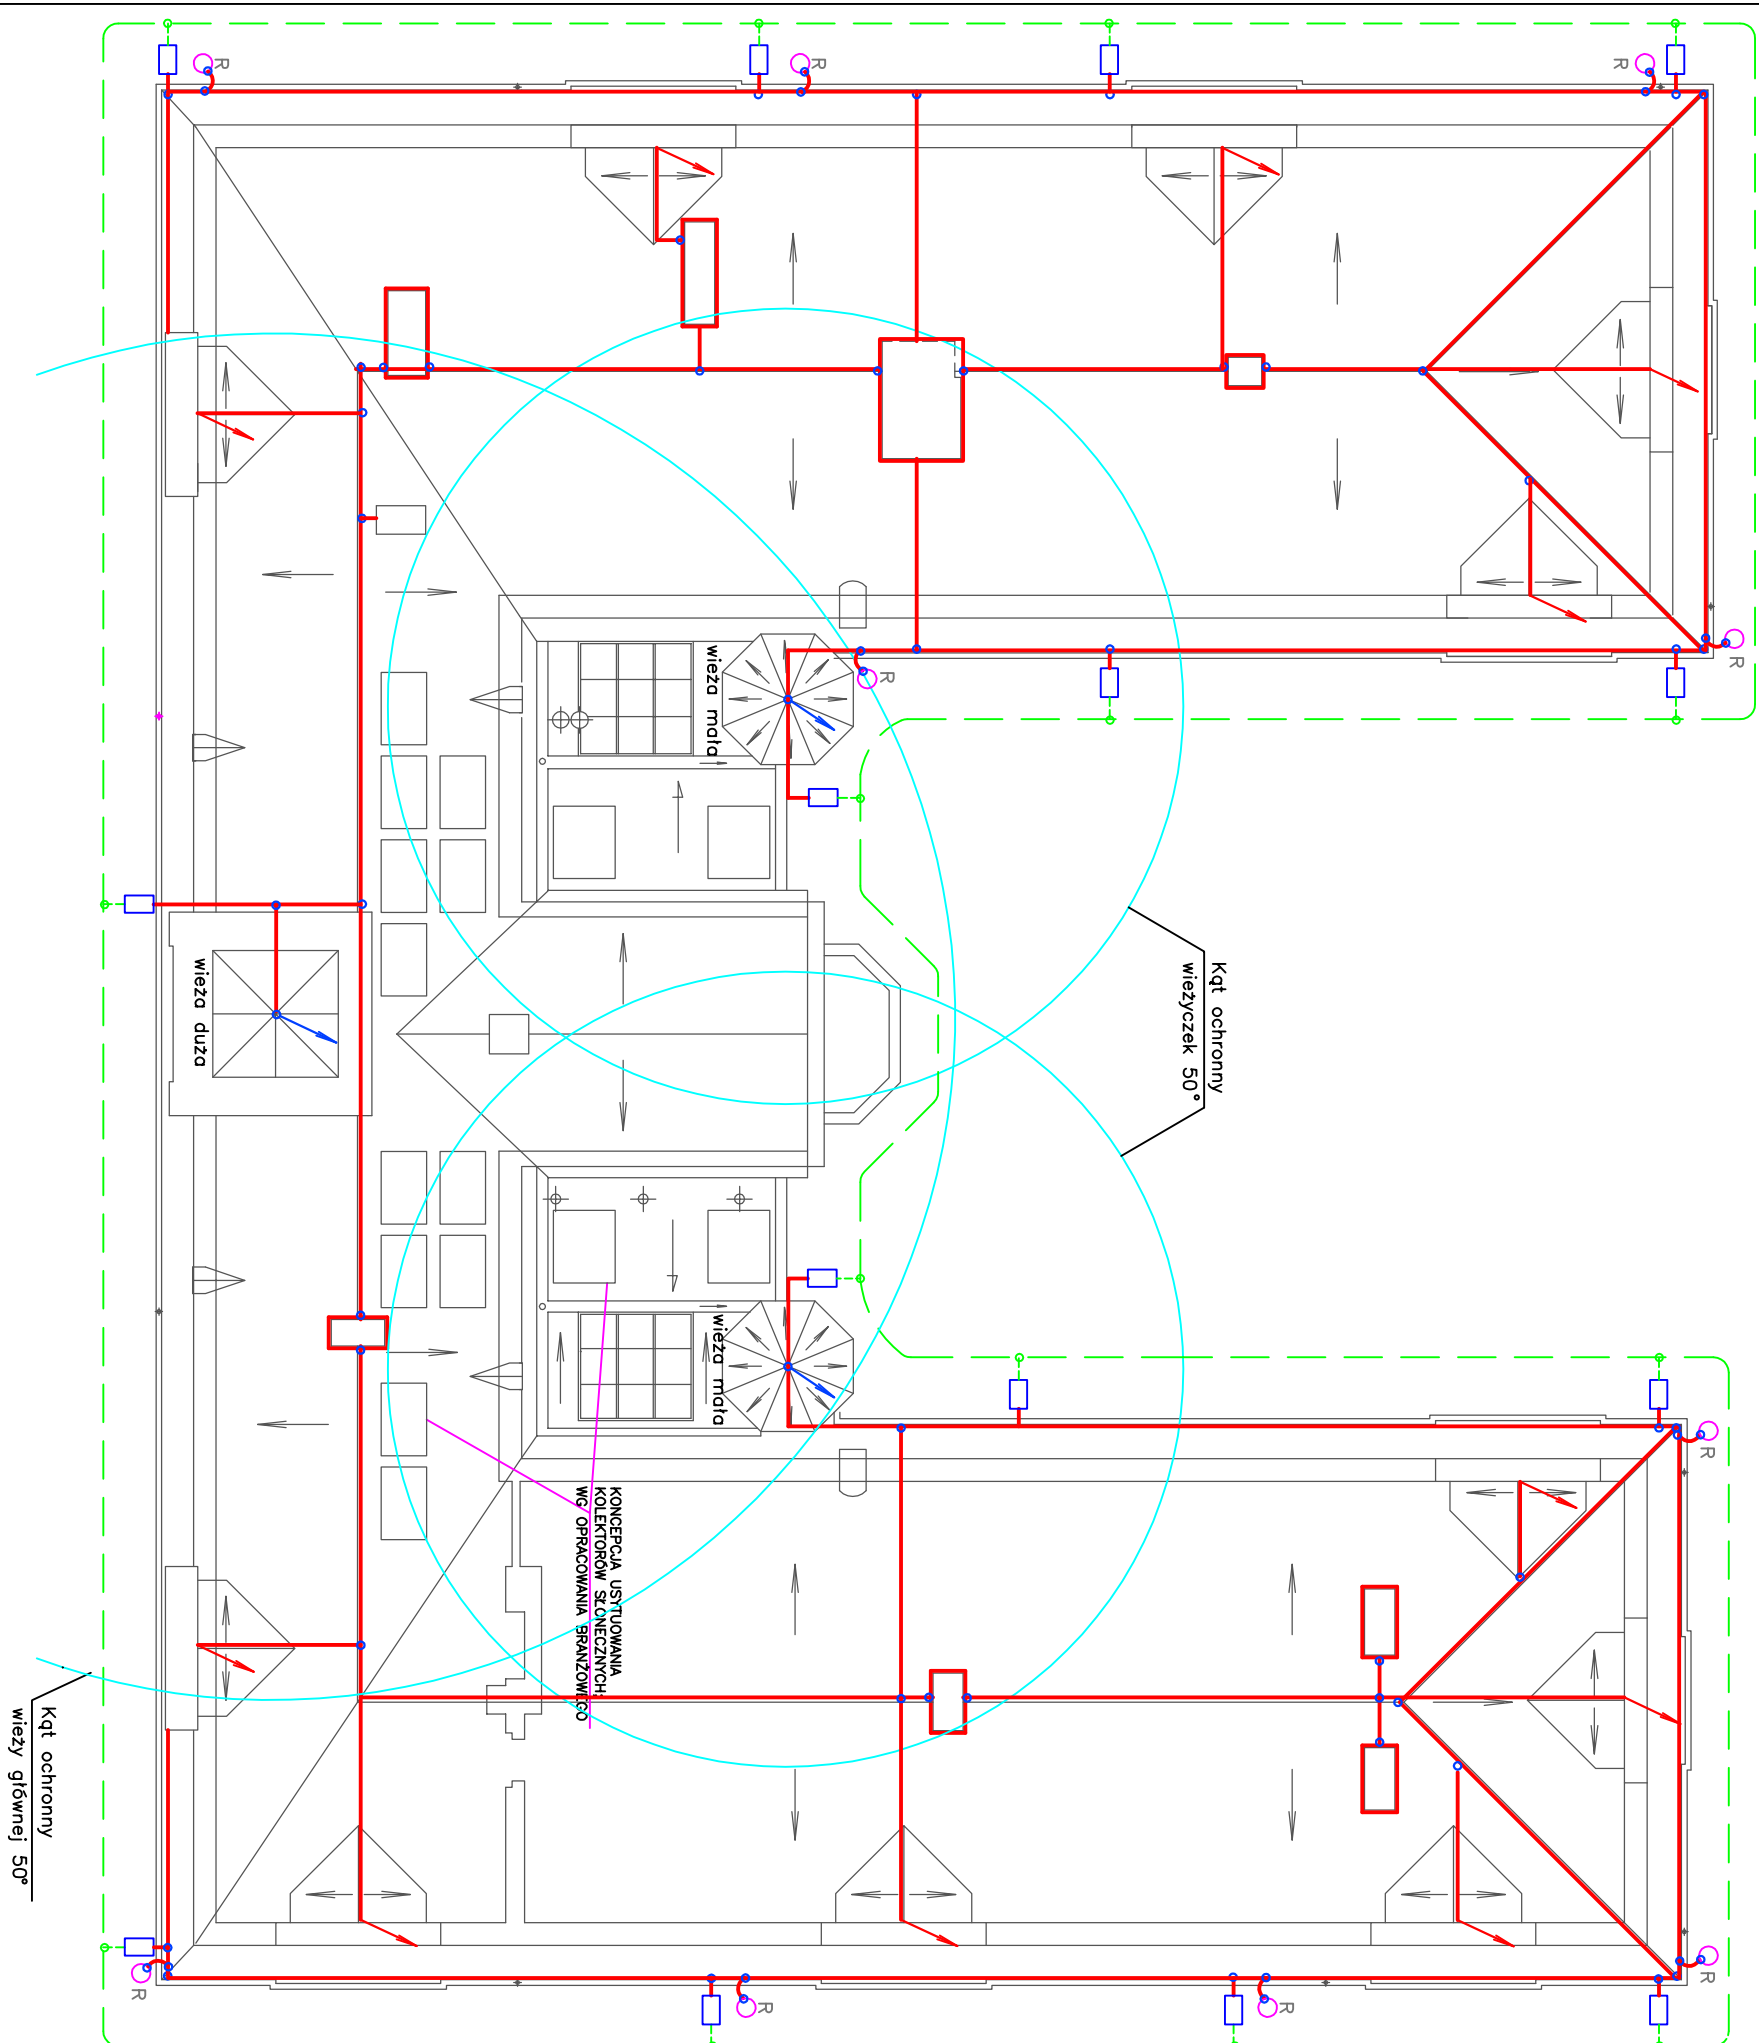 R
R
R
R
R
wieża mała
Kąt ochronny
wieżyczek 50°
wieża duża
wieża mała
KONCEPCJA USYTUOWANIA
KOLEKTORÓW SŁONECZNYCH:
WG OPRACOWANIA BRANŻOWEGO
R
R
R
R
R
Kąt ochronny
wieży głównej 50°